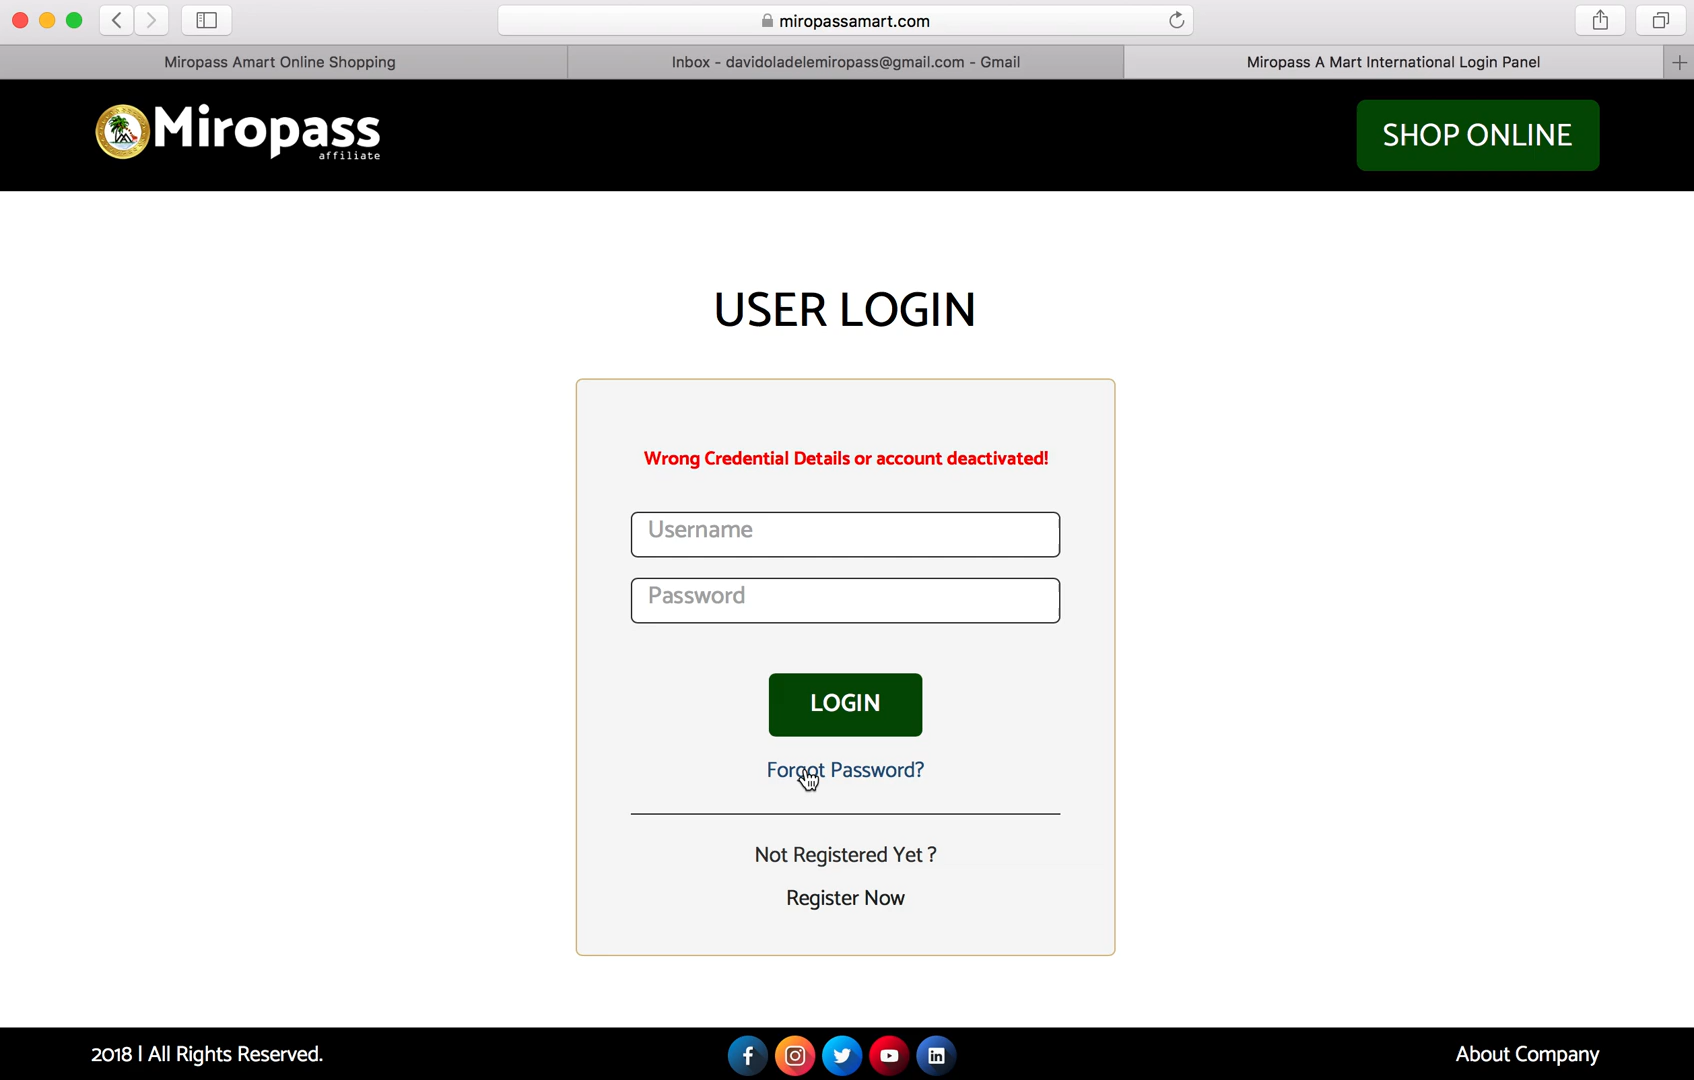 miropassamart.com
Miropass Amart Online Shopping
Inbox - davidoladelemiropass@gmail.com - Gmail
Miropass A Mart International Login Panel
Miropass
affiliate
SHOP ONLINE
USER LOGIN
Wrong Credential Details or account deactivated!
Username
Password
LOGIN
Forgot Password?
Not Registered Yet ?
Register Now
2018 | All Rights Reserved.
About Company